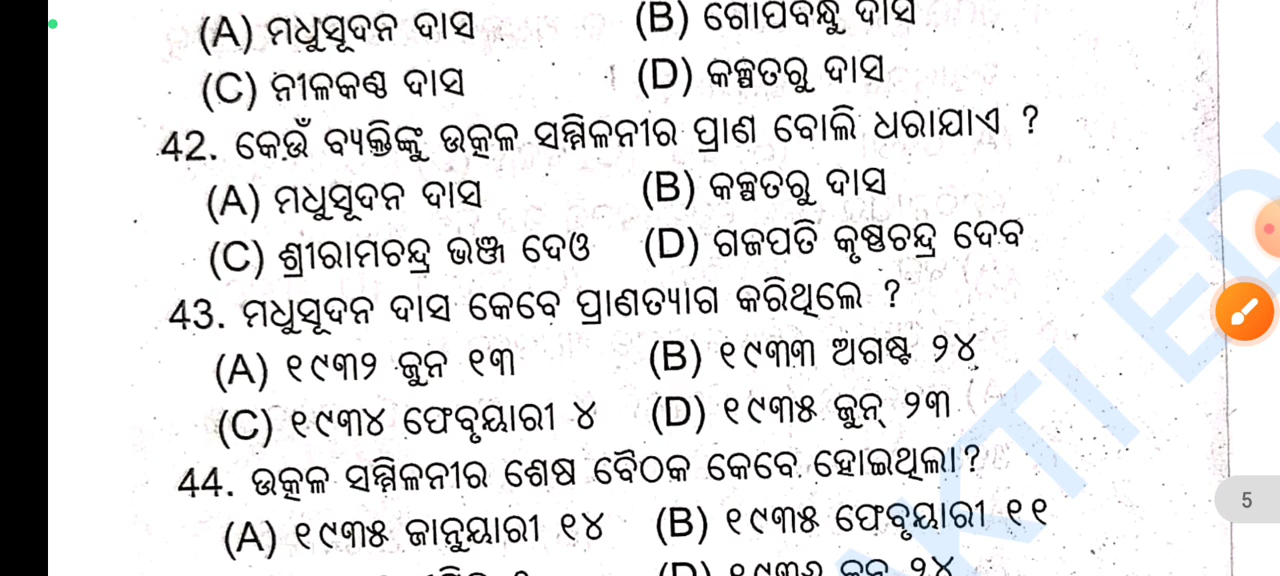 (A) ମଧୁସୂଦନ ଦାସ (B) ଗୋପବନ୍ଧୁ ଦାସ
(C) ନୀଳକଣ୍ଠ ଦାସ (D) କଳ୍ପତରୁ ଦାସ
42. କେଉଁ ବ୍ୟକ୍ତିଙ୍କୁ ଉତ୍କଳ ସମ୍ମିଳନୀର ପ୍ରାଣ ବୋଲି ଧରାଯାଏ ?
(A) ମଧୁସୂଦନ ଦାସ (B) କଳ୍ପତରୁ ଦାସ
(C) ଶ୍ରୀରାମଚନ୍ଦ୍ର ଭଞ୍ଜ ଦେଓ (D) ଗଜପତି କୃଷ୍ଣଚନ୍ଦ୍ର ଦେବ
43. ମଧୁସୂଦନ ଦାସ କେବେ ପ୍ରାଣତ୍ୟାଗ କରିଥିଲେ ?
(A) ୧୯୩୨ ଜୁନ ୧୩ (B) ୧୯୩୩ ଅଗଷ୍ଟ ୨୪
(C) ୧୯୩୪ ଫେବୃୟାରୀ ୪ (D) ୧୯୩୫ ଜୁନ୍ ୨୩
44. ଉତ୍କଳ ସମ୍ମିଳନୀର ଶେଷ ବୈଠକ କେବେ ହୋଇଥିଲା?
(A) ୧୯୩୫ ଜାନୁୟାରୀ ୧୪ (B) ୧୯୩୫ ଫେବୃୟାରୀ ୧୧
(D) ୧୯୩୬ ଜୁନ ୨୪
5